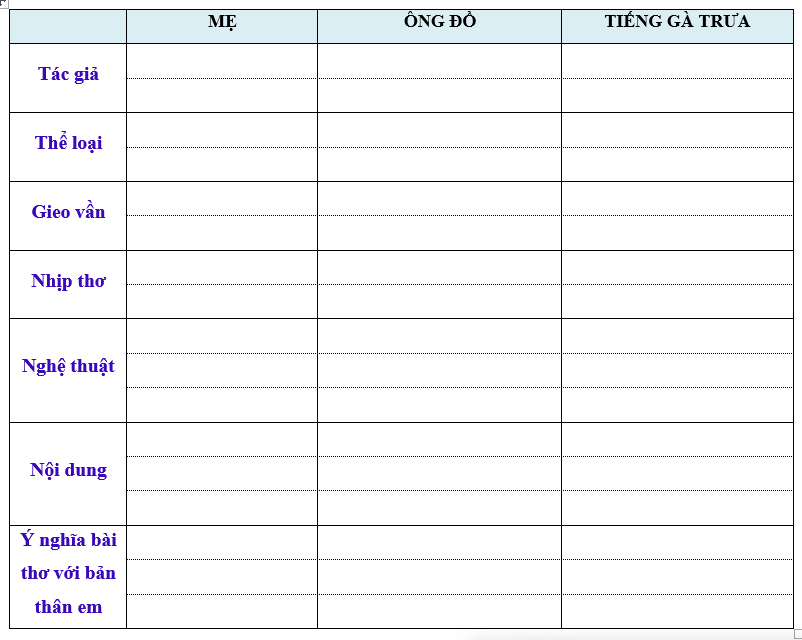 MẸ ÔNG ĐỒ TIẾNG GÀ TRƯA
Tác giả
Thể loại
Gieo vần
Nhịp thơ
Nghệ thuật
Nội dung
Ý nghĩa bài
thơ với bản
thân em